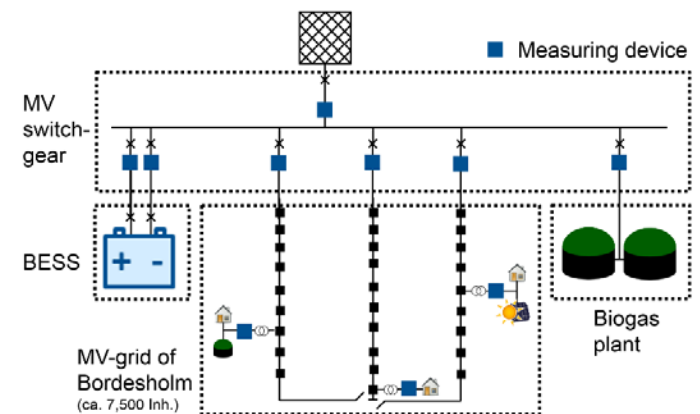 Measuring device
MV
switch-
gear
BESS
+ -
MV-grid of
Bordesholm
(ca. 7,500 Inh.)
Biogas
plant